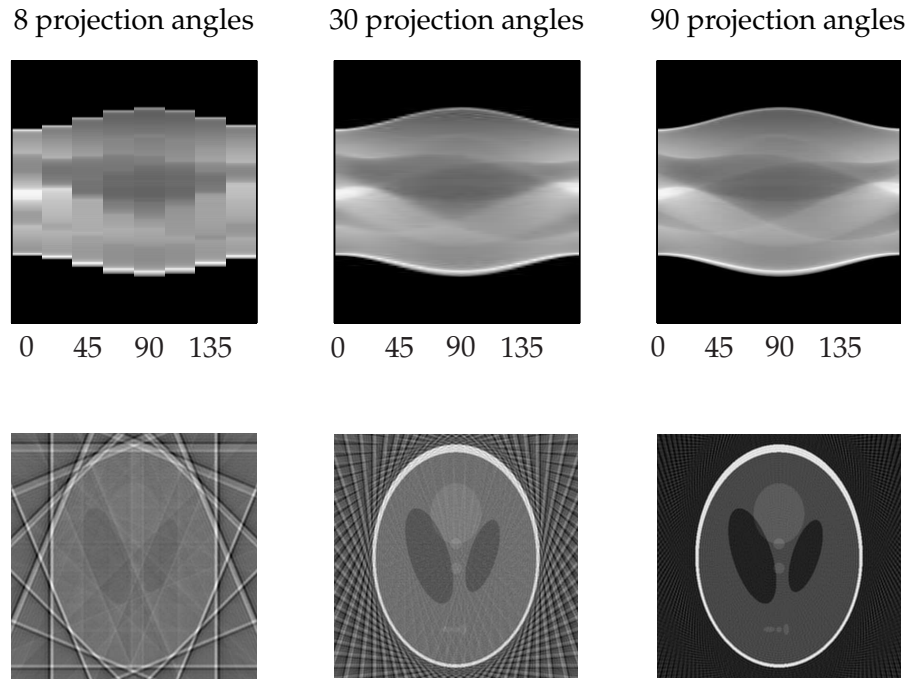 8 projection angles
30 projection angles
90 projection angles
0 45 90 135
0 45 90 135
0 45 90 135